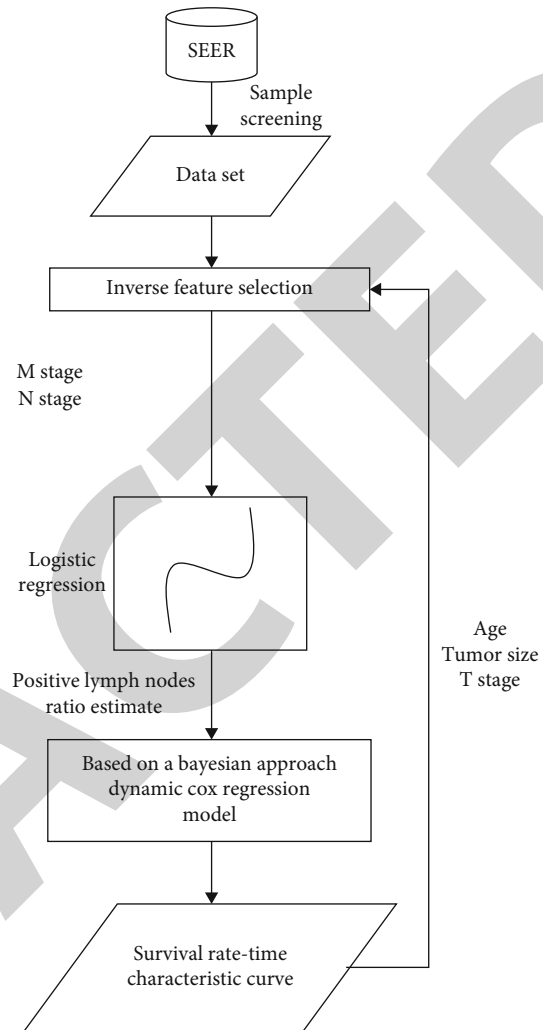 SEER
Sample
screening
Data set
Inverse feature selection
M stage
N stage
Logistic
regression
Age
Tumor size
T stage
Positive lymph nodes
ratio estimate
Based on a bayesian approach
dynamic cox regression
model
Survival rate-time
characteristic curve
ACTED